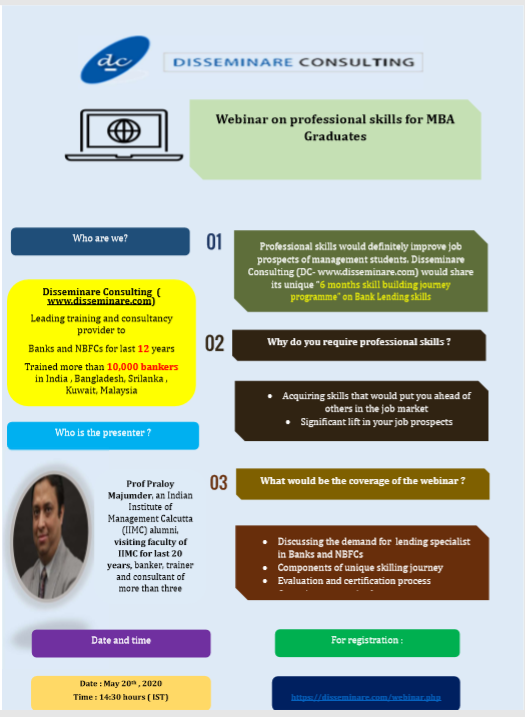 dc
DISSEMINARE CONSULTING
Webinar on professional skills for MBA
Graduates
Who are we?
01
Professional skills would definitely improve job
prospects of management students. Disseminare
Consulting (DC- www.disseminare.com) would share
its unique "6 months skill building journey
programme" on Bank Lending skills
Disseminare Consulting (
www.disseminare.com)
Leading training and consultancy
provider to
Banks and NBFCs for last 12 years
Trained more than 10,000 bankers
in India , Bangladesh, Srilanka ,
Kuwait, Malaysia
02
Why do you require professional skills ?
• Acquiring skills that would put you ahead of
others in the job market
• Significant lift in your job prospects
Who is the presenter ?
Prof Praloy
Majumder, an Indian
Institute of
Management Calcutta
(IIMC) alumni,
visiting faculty of
IIMC for last 20
years, banker, trainer
and consultant of
more than three
03
What would be the coverage of the webinar ?
• Discussing the demand for lending specialist
in Banks and NBFCs
• Components of unique skilling journey
• Evaluation and certification process
Date and time
For registration :
Date : May 20th , 2020
Time : 14:30 hours ( IST)
https://disseminare.com/webinar.php